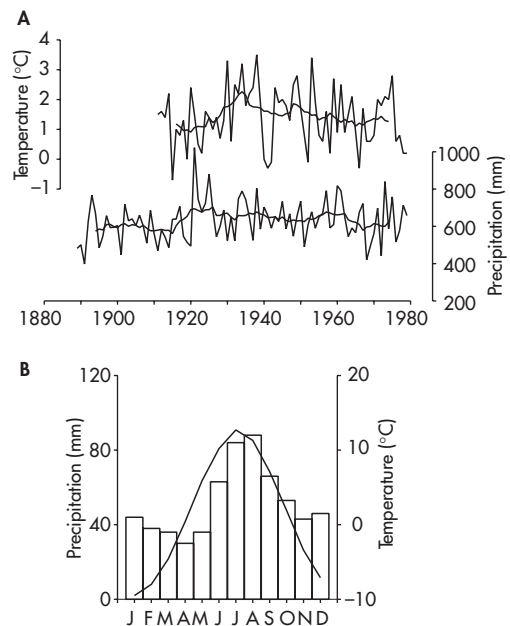 A
Temperature (°C)
4
3
2
1
0
–1
1000
800
600
400
200
Precipitation (mm)
1880 1900 1920 1940 1960 1980
B
Precipitation (mm)
120
80
40
0
20
10
0
–10
Temperature (°C)
J F M A M J J A S O N D